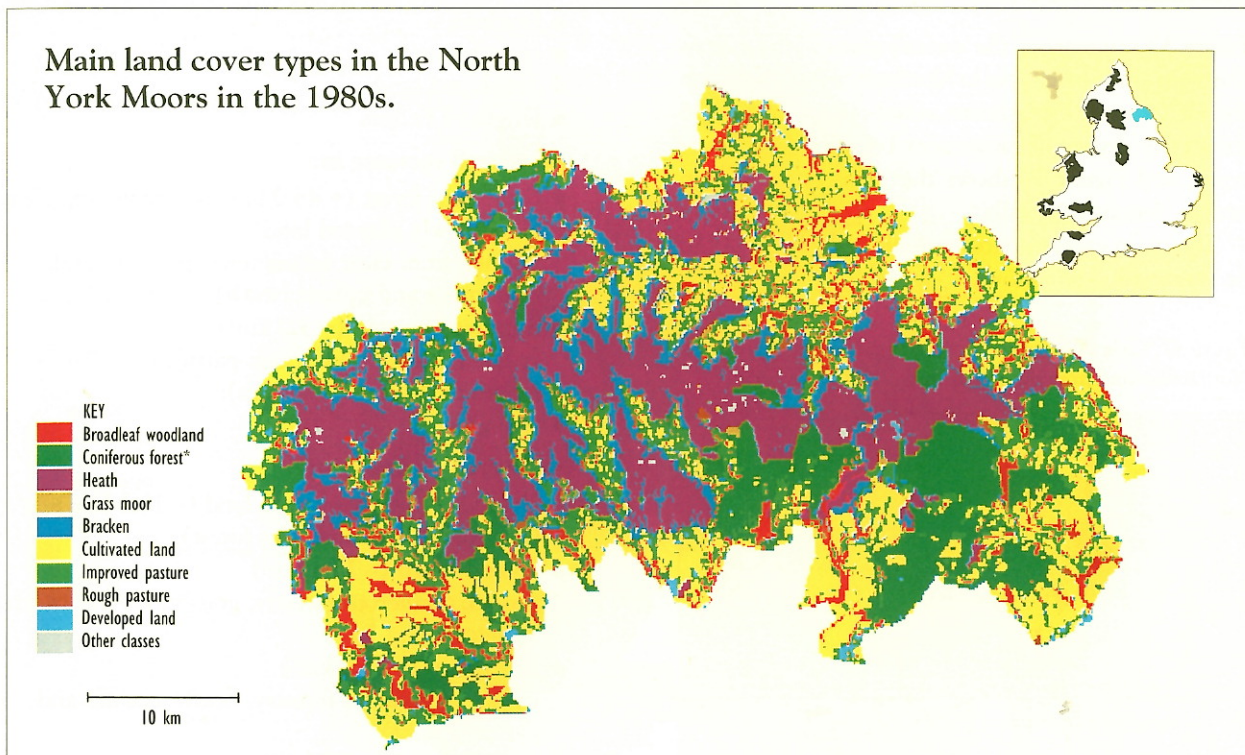 Main land cover types in the North
York Moors in the 1980s.
KEY
Broadleaf woodland
Coniferous forest*
Heath
Grass moor
Bracken
Cultivated land
Improved pasture
Rough pasture
Developed land
Other classes
10 km